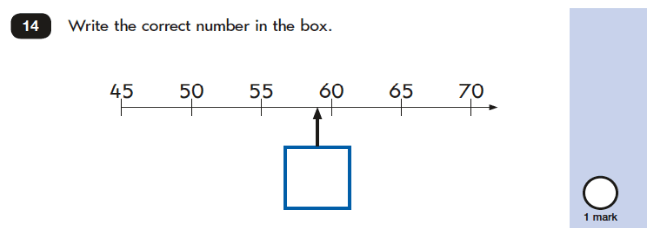 14 Write the correct number in the box.
45 50 55 60 65 70
1 mark